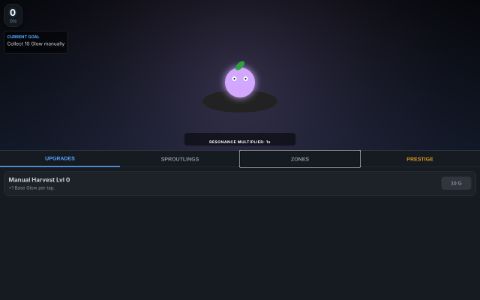 0
CURRENT GOAL
Collect 10 Glow manually
RESONANCE MULTIPLIER: 1x
UPGRADES
SPROUTLINGS
ZONES
PRESTIGE
Manual Harvest Lvl 0
+1 Base Glow per tap.
10 G